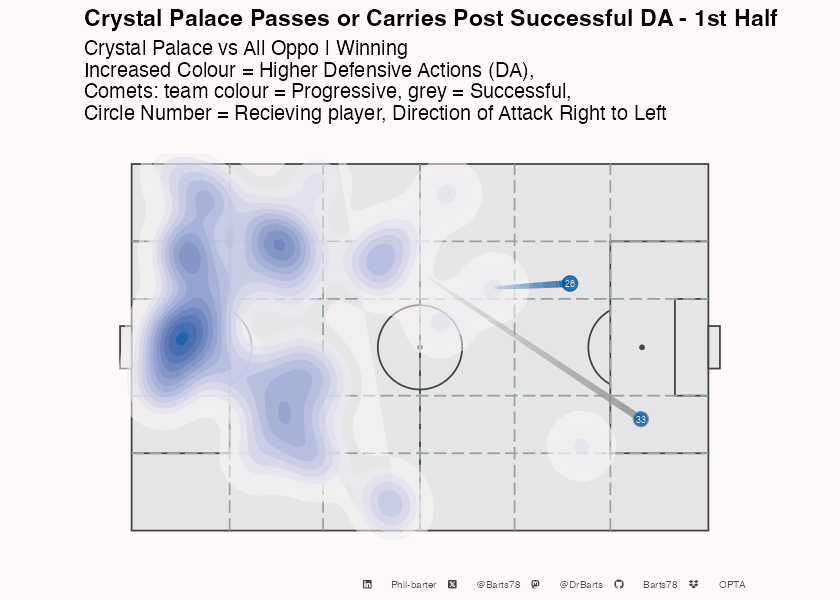 Crystal Palace Passes or Carries Post Successful DA - 1st Half
Crystal Palace vs All Oppo | Winning
Increased Colour = Higher Defensive Actions (DA),
Comets: team colour = Progressive, grey = Successful,
Circle Number = Recieving player, Direction of Attack Right to Left
26
33
Phil-barter @Barts78 @DrBarts Barts78 OPTA